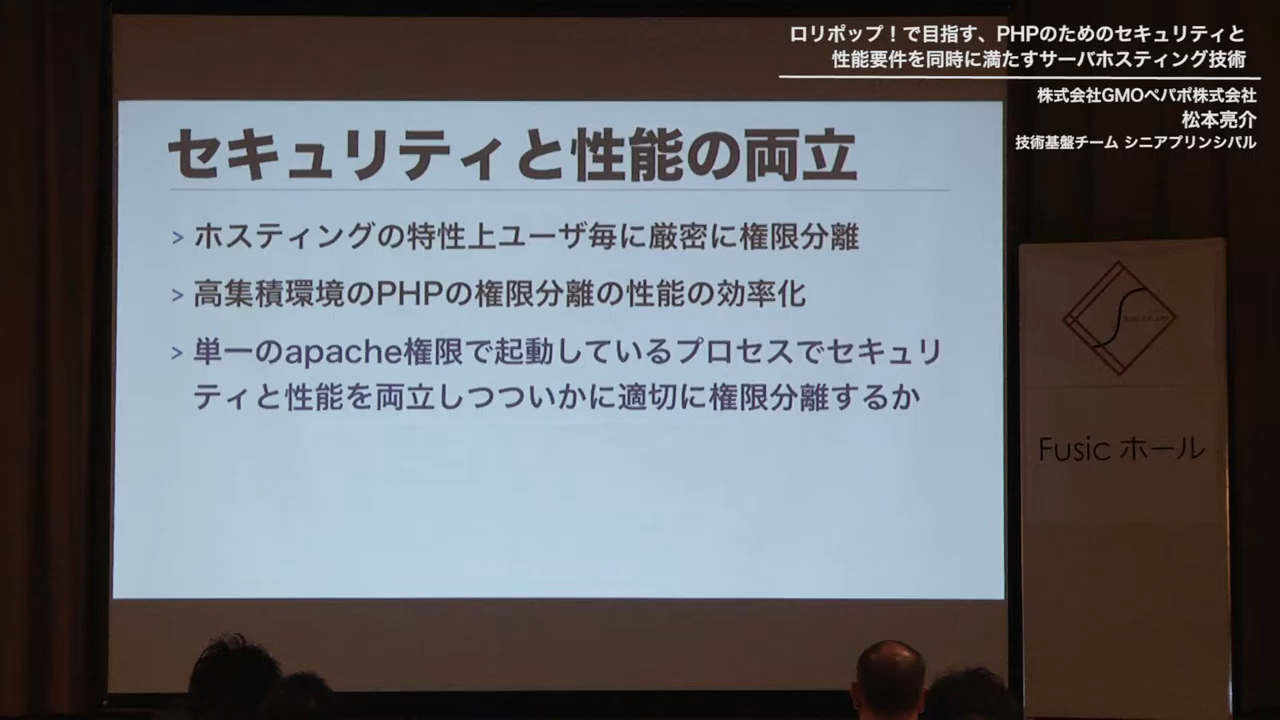 ロリポップ！で目指す、PHPのためのセキュリティと
性能要件を同時に満たすサーバホスティング技術
株式会社GMOペパボ株式会社
松本亮介
技術基盤チーム シニアプリンシパル
セキュリティと性能の両立
> ホスティングの特性上ユーザ毎に厳密に権限分離
> 高集積環境のPHPの権限分離の性能の効率化
> 単一のapache権限で起動しているプロセスでセキュリ
ティと性能を両立しつついかに適切に権限分離するか
Fusic ホール